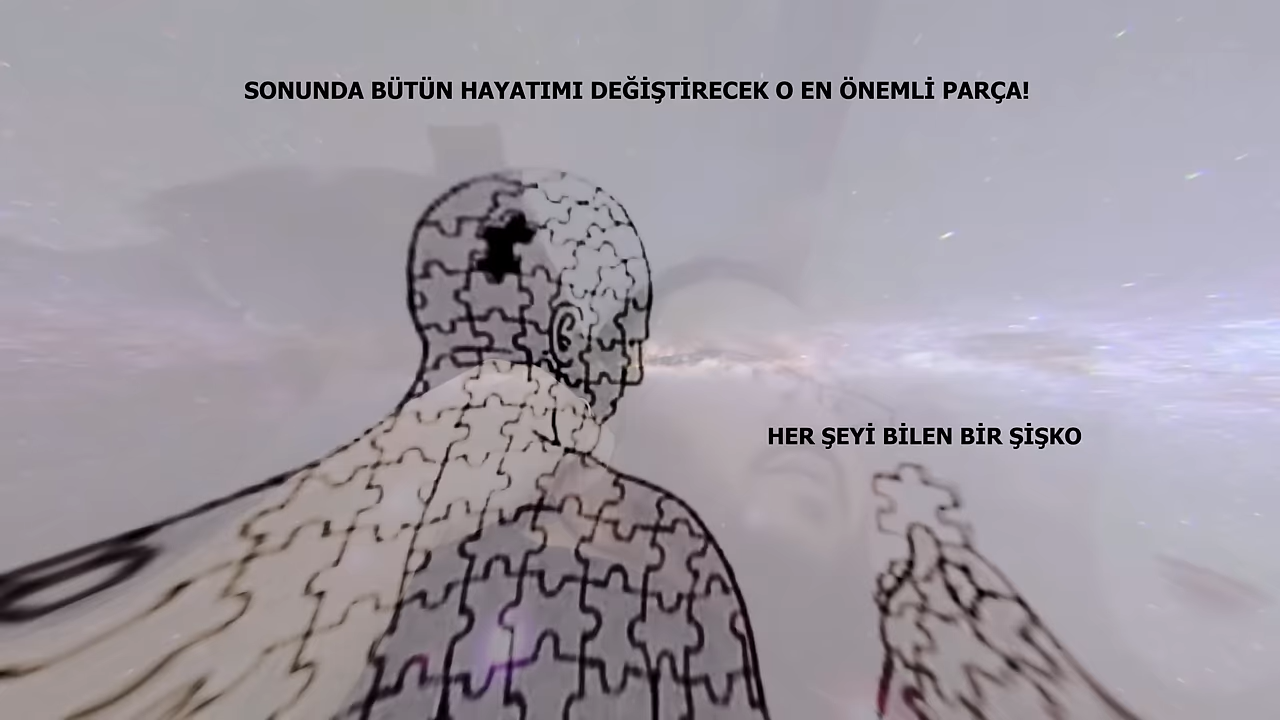 SONUNDA BÜTÜN HAYATIMI DEĞİŞTİRECEK O EN ÖNEMLİ PARÇA!
HER ŞEYİ BİLEN BİR ŞİŞKO